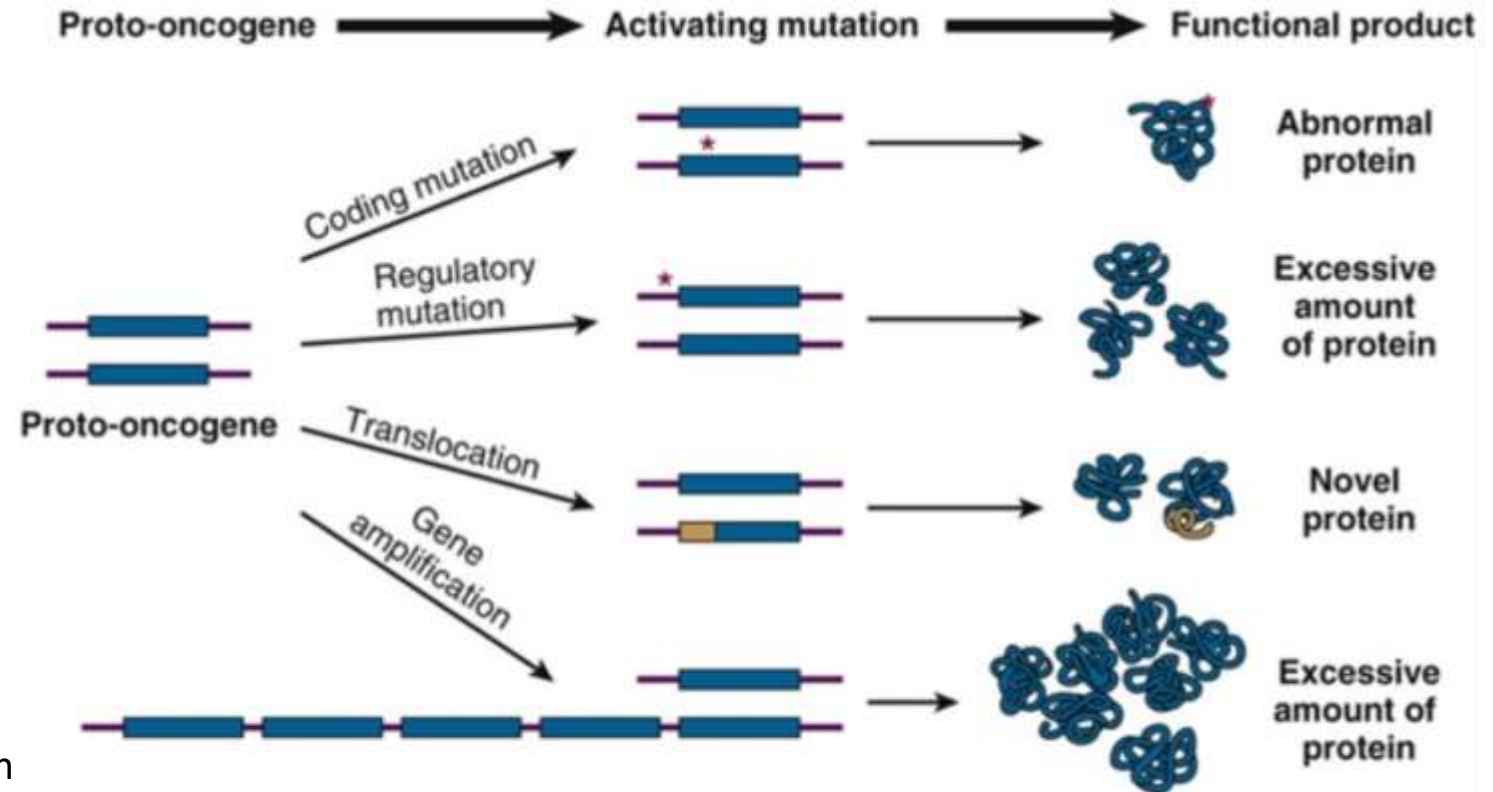 Proto-oncogene Activating mutation Functional product
Coding mutation
*
*
Abnormal
protein
Regulatory
mutation
*
Excessive
amount
of protein
Proto-oncogene
Translocation
Novel
protein
Gene
amplification
Excessive
amount of
protein
n